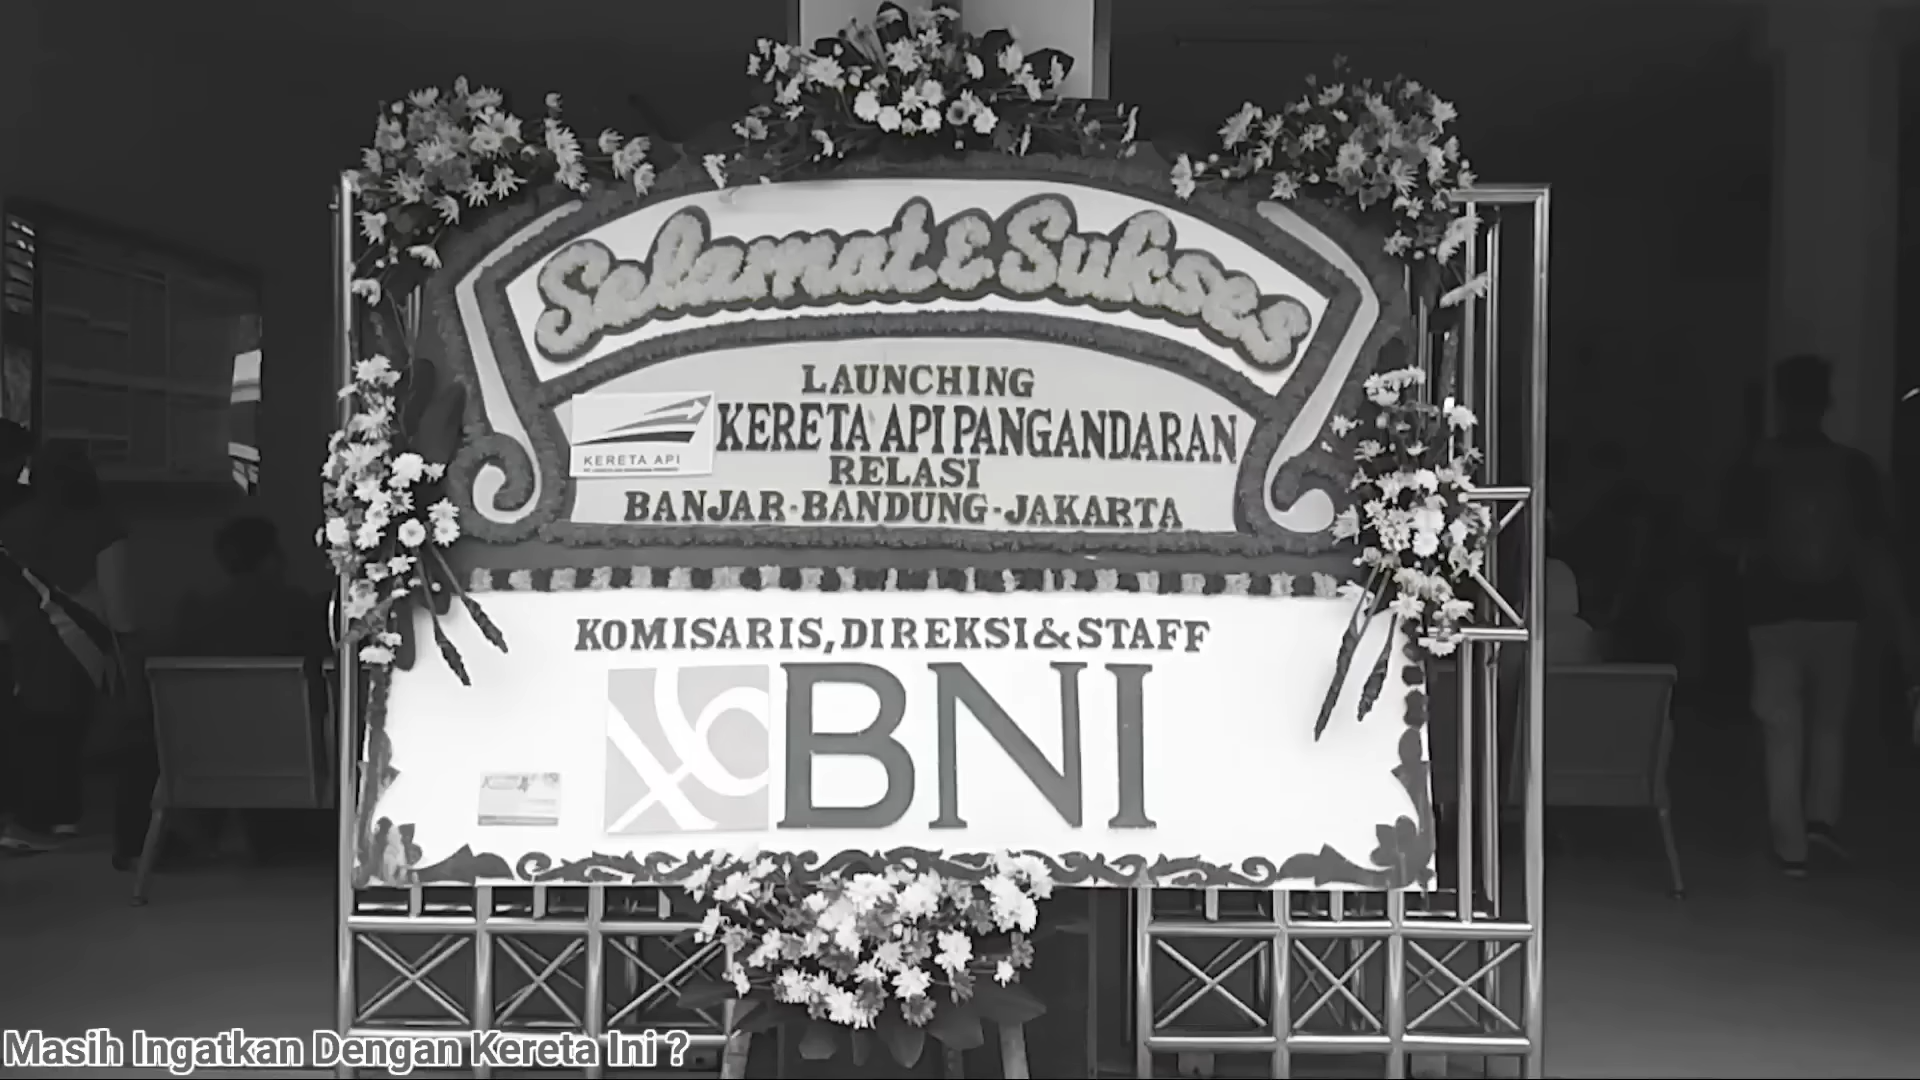 Selamat & Sukses
LAUNCHING
KERETA API PANGANDARAN
KERETA API
RELASI
BANJAR-BANDUNG-JAKARTA
KOMISARIS, DIREKSI & STAFF
BNI
Masih Ingatkan Dengan Kereta Ini ?